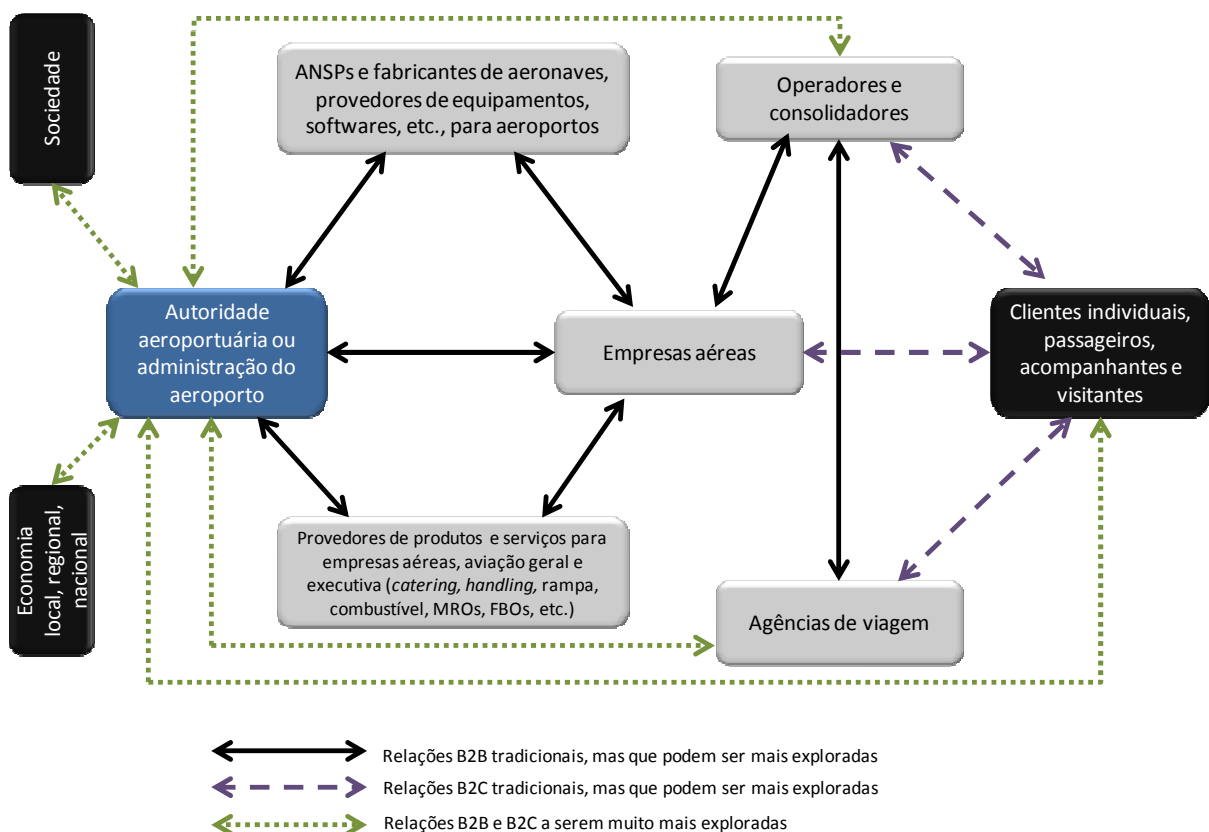 Sociedade
ANSPs e fabricantes de aeronaves,
provedores de equipamentos,
softwares, etc., para aeroportos
Operadores e
consolidadores
Autoridade
aeroportuária ou
administração do
aeroporto
Empresas aéreas
Clientes individuais,
passageiros,
acompanhantes e
visitantes
Economia
local, regional,
nacional
Provedores de produtos e serviços para
empresas aéreas, aviação geral e
executiva (catering, handling, rampa,
combustível, MROs, FBOs, etc.)
Agências de viagem
Relações B2B tradicionais, mas que podem ser mais exploradas
Relações B2C tradicionais, mas que podem ser mais exploradas
Relações B2B e B2C a serem muito mais exploradas